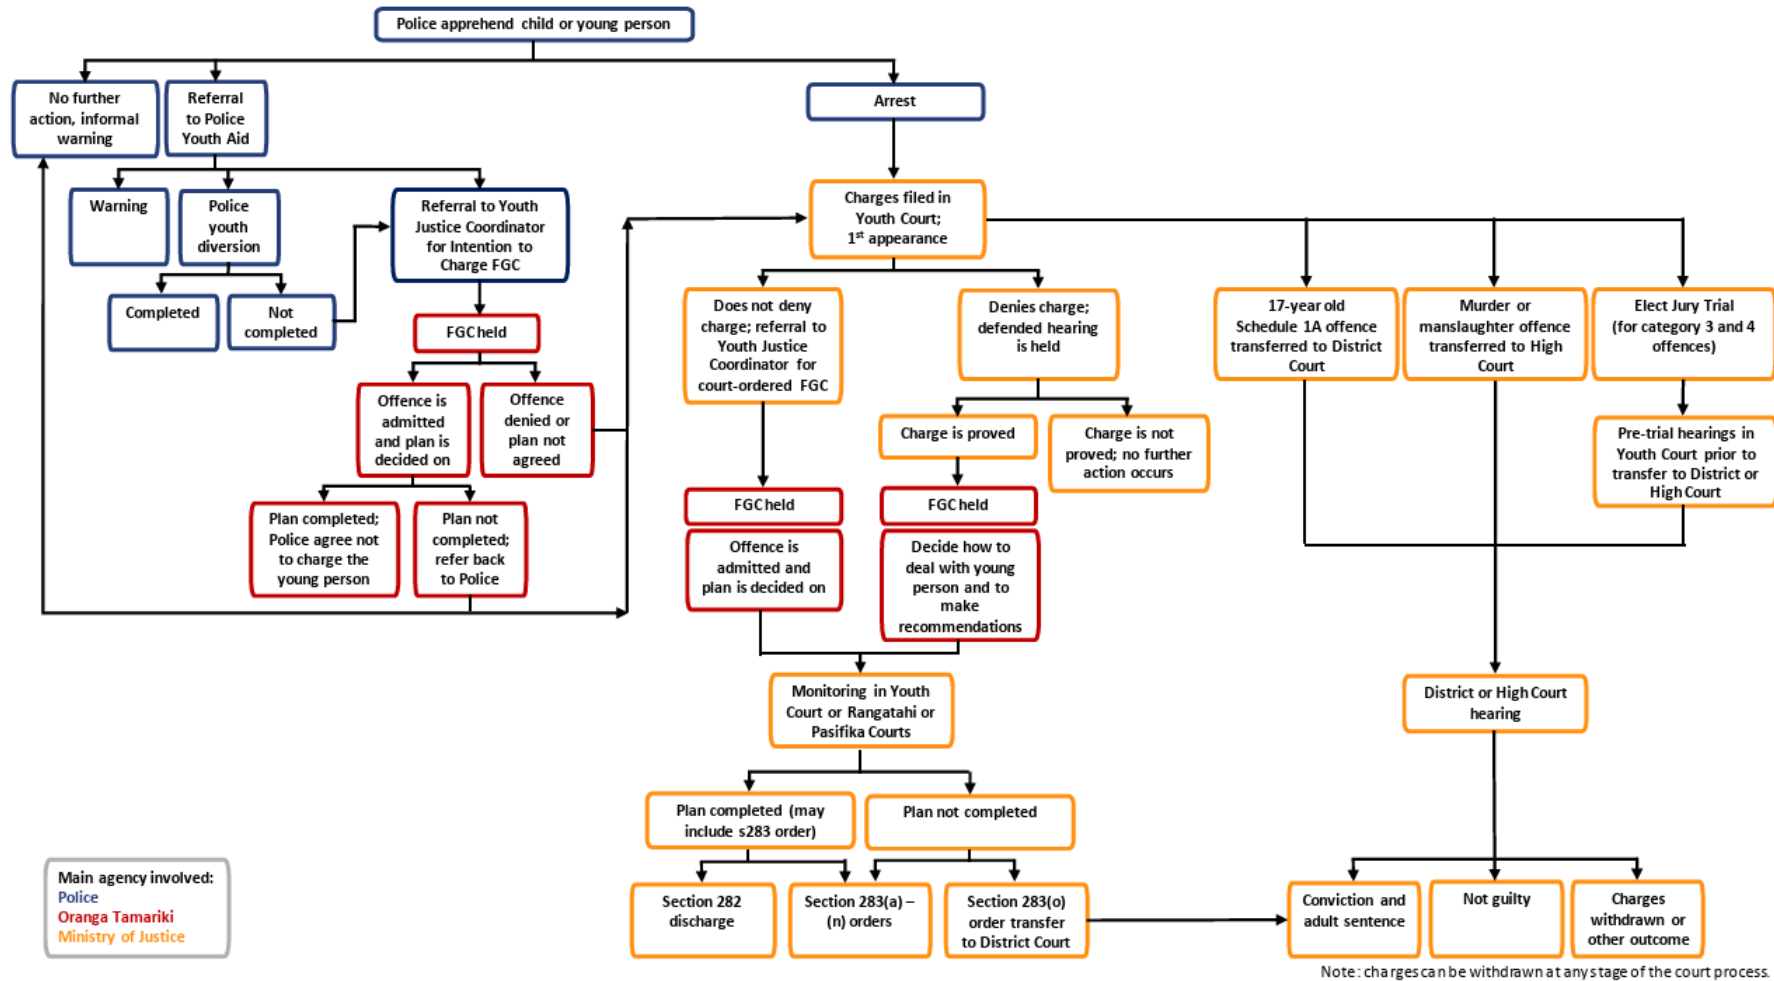 Police apprehend child or young person
No further
action, informal
warning
Referral
to Police
Youth Aid
Arrest
Warning
Police
youth
diversion
Referral to Youth
Justice Coordinator
for Intention to
Charge FGC
Charges filed in
Youth Court;
1st appearance
Completed
Not
completed
FGC held
Does not deny
charge; referral to
Youth Justice
Coordinator for
court-ordered FGC
Denies charge;
defended hearing
is held
17-year old
Schedule 1A offence
transferred to District
Court
Murder or
manslaughter offence
transferred to High
Court
Elect Jury Trial
(for category 3 and 4
offences)
Offence is
admitted
and plan is
decided on
Offence
denied or
plan not
agreed
Charge is proved
Charge is not
proved; no further
action occurs
Pre-trial hearings in
Youth Court prior to
transfer to District or
High Court
Plan completed;
Police agree not
to charge the
young person
Plan not
completed;
refer back
to Police
FGC held
FGC held
Offence is
admitted and
plan is decided on
Decide how to
deal with young
person and to
make
recommendations
Monitoring in Youth
Court or Rangatahi or
Pasifika Courts
District or High Court
hearing
Plan completed (may
include s283 order)
Plan not completed
Section 282
discharge
Section 283(a) –
(n) orders
Section 283(o)
order transfer
to District Court
Conviction and
adult sentence
Not guilty
Charges
withdrawn or
other outcome
Main agency involved:
Police
Oranga Tamariki
Ministry of Justice
Note: charges can be withdrawn at any stage of the court process.